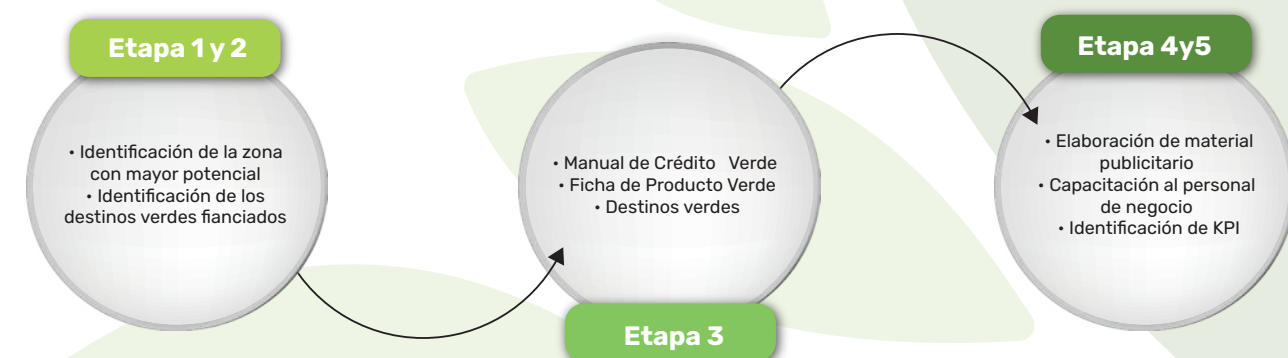 Etapa 1 y 2
• Identificación de la zona
con mayor potencial
• Identificación de los
destinos verdes fianciados
• Manual de Crédito Verde
• Ficha de Producto Verde
• Destinos verdes
Etapa 3
Etapa 4y5
• Elaboración de material
publicitario
• Capacitación al personal
de negocio
• Identificación de KPI